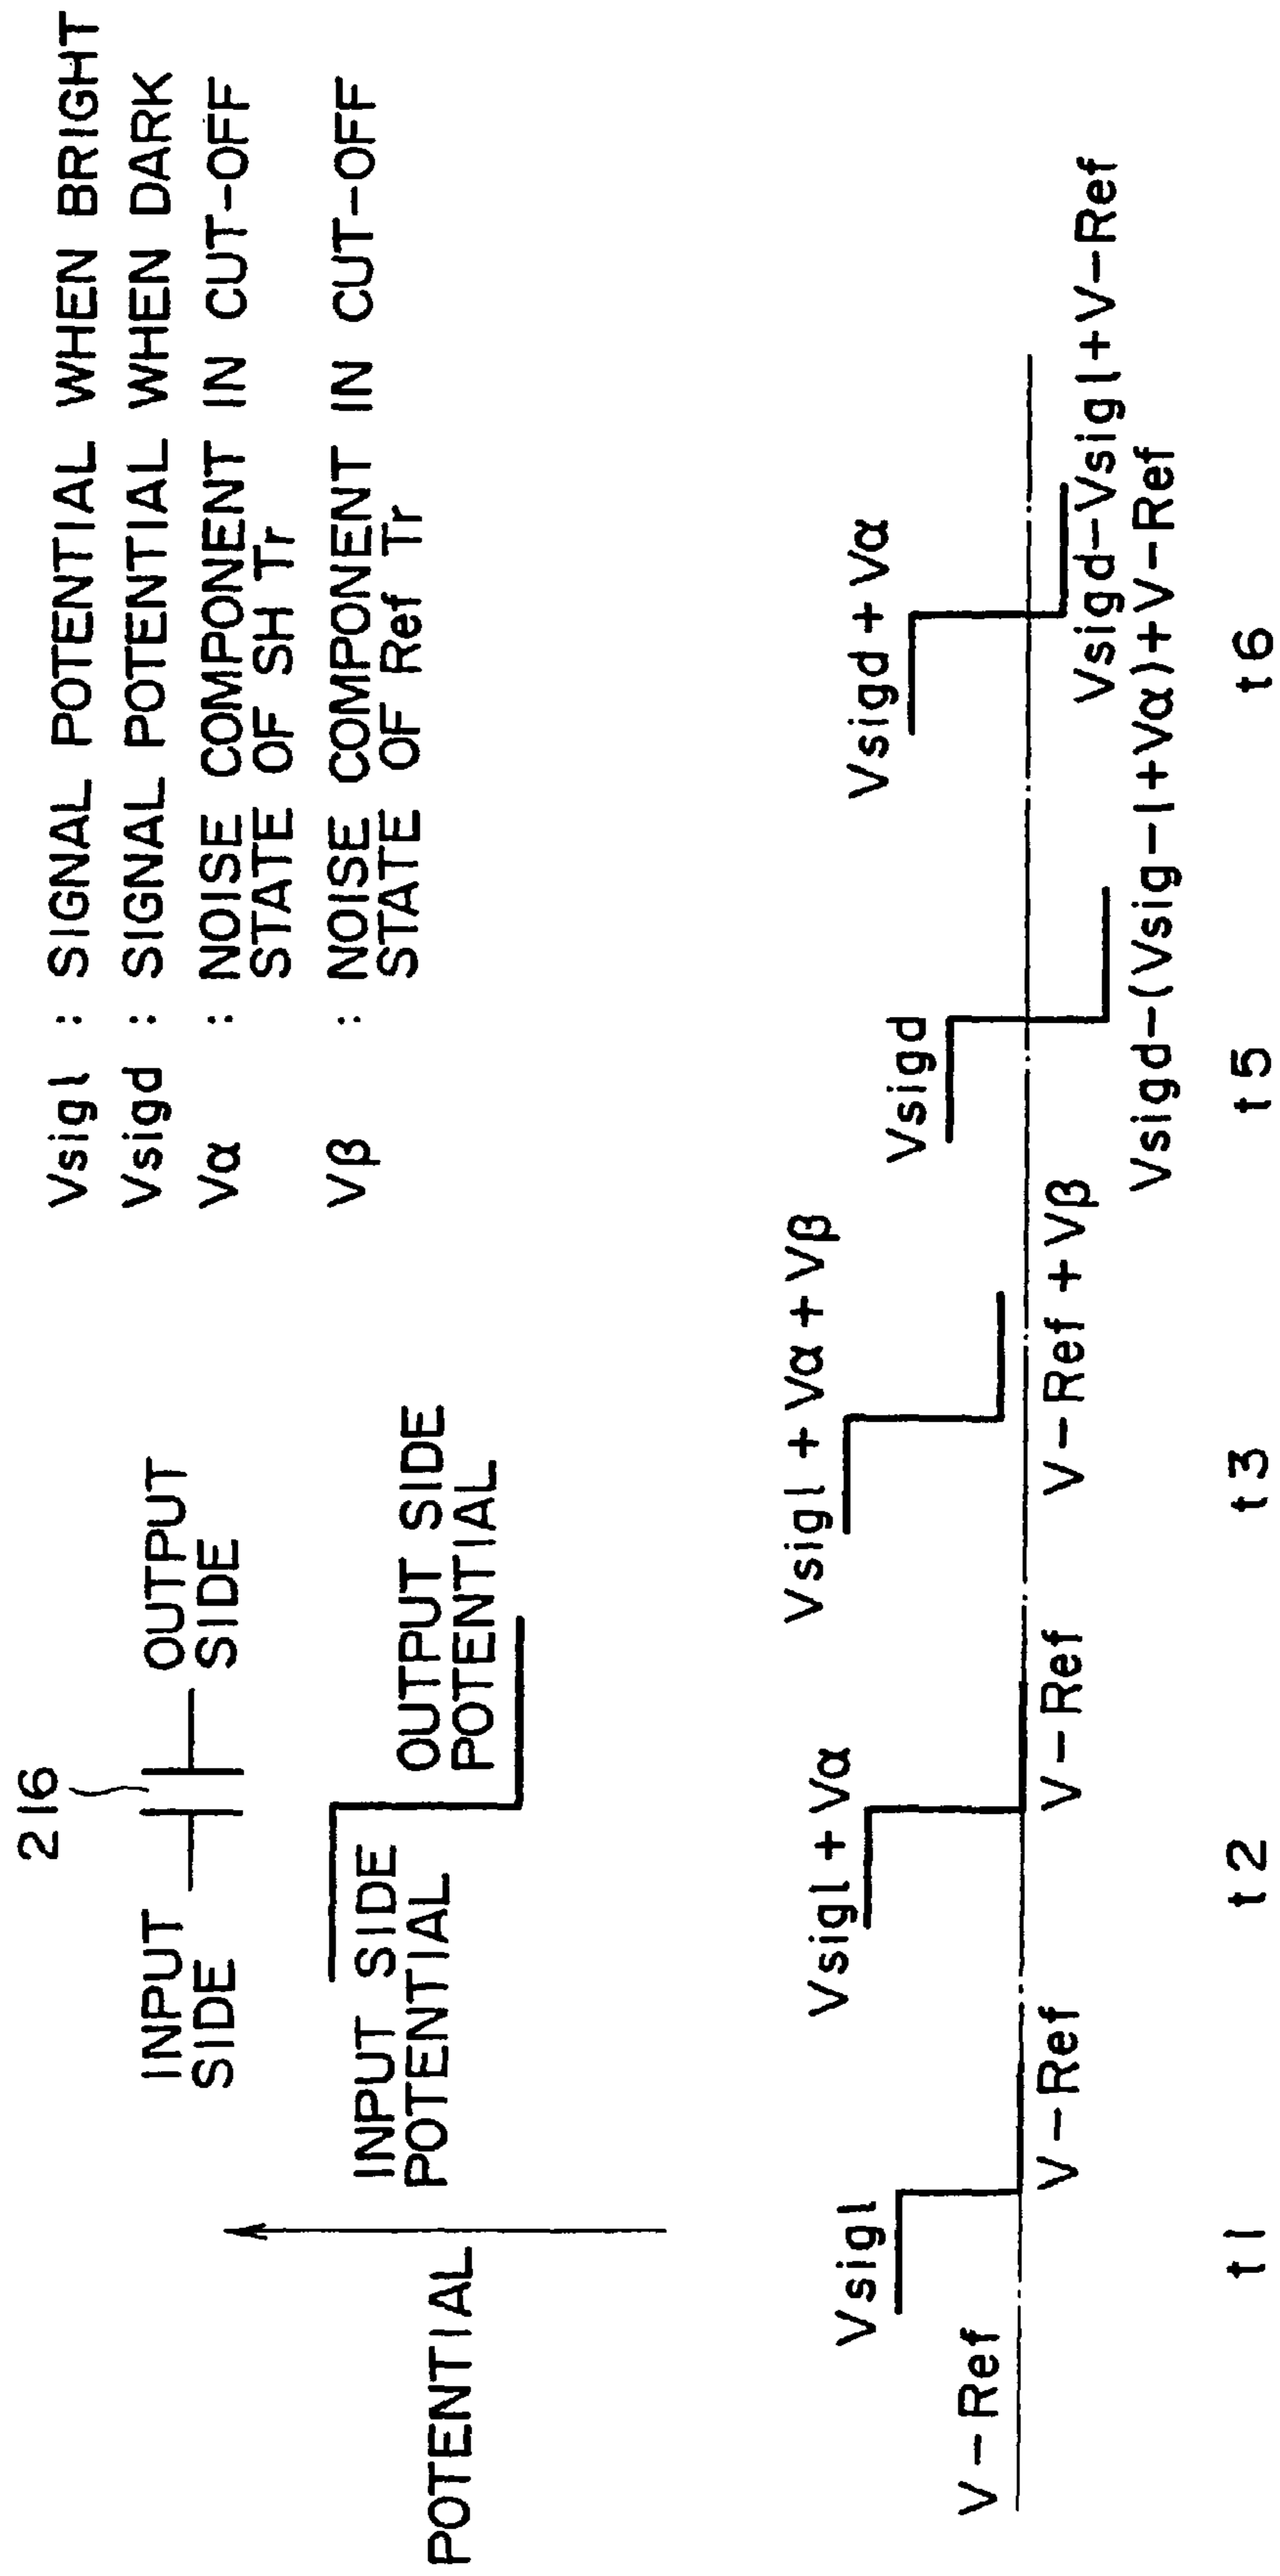 216
INPUT
SIDE
OUTPUT
SIDE
POTENTIAL
INPUT SIDE
POTENTIAL
OUTPUT SIDE
POTENTIAL
Vsigl : SIGNAL POTENTIAL WHEN BRIGHT
Vsigd : SIGNAL POTENTIAL WHEN DARK
Vα : NOISE COMPONENT IN CUT-OFF
STATE OF SH Tr
Vβ : NOISE COMPONENT IN CUT-OFF
STATE OF Ref Tr
V-Ref
Vsigl
V-Ref
Vsigl + Vα
V-Ref
Vsigl + Vα + Vβ
V-Ref + Vβ
Vsigd
Vsigd-(Vsig-l+Vα)+V-Ref
Vsigd + Vα
Vsigd-Vsigl+V-Ref
t1
t2
t3
t5
t6